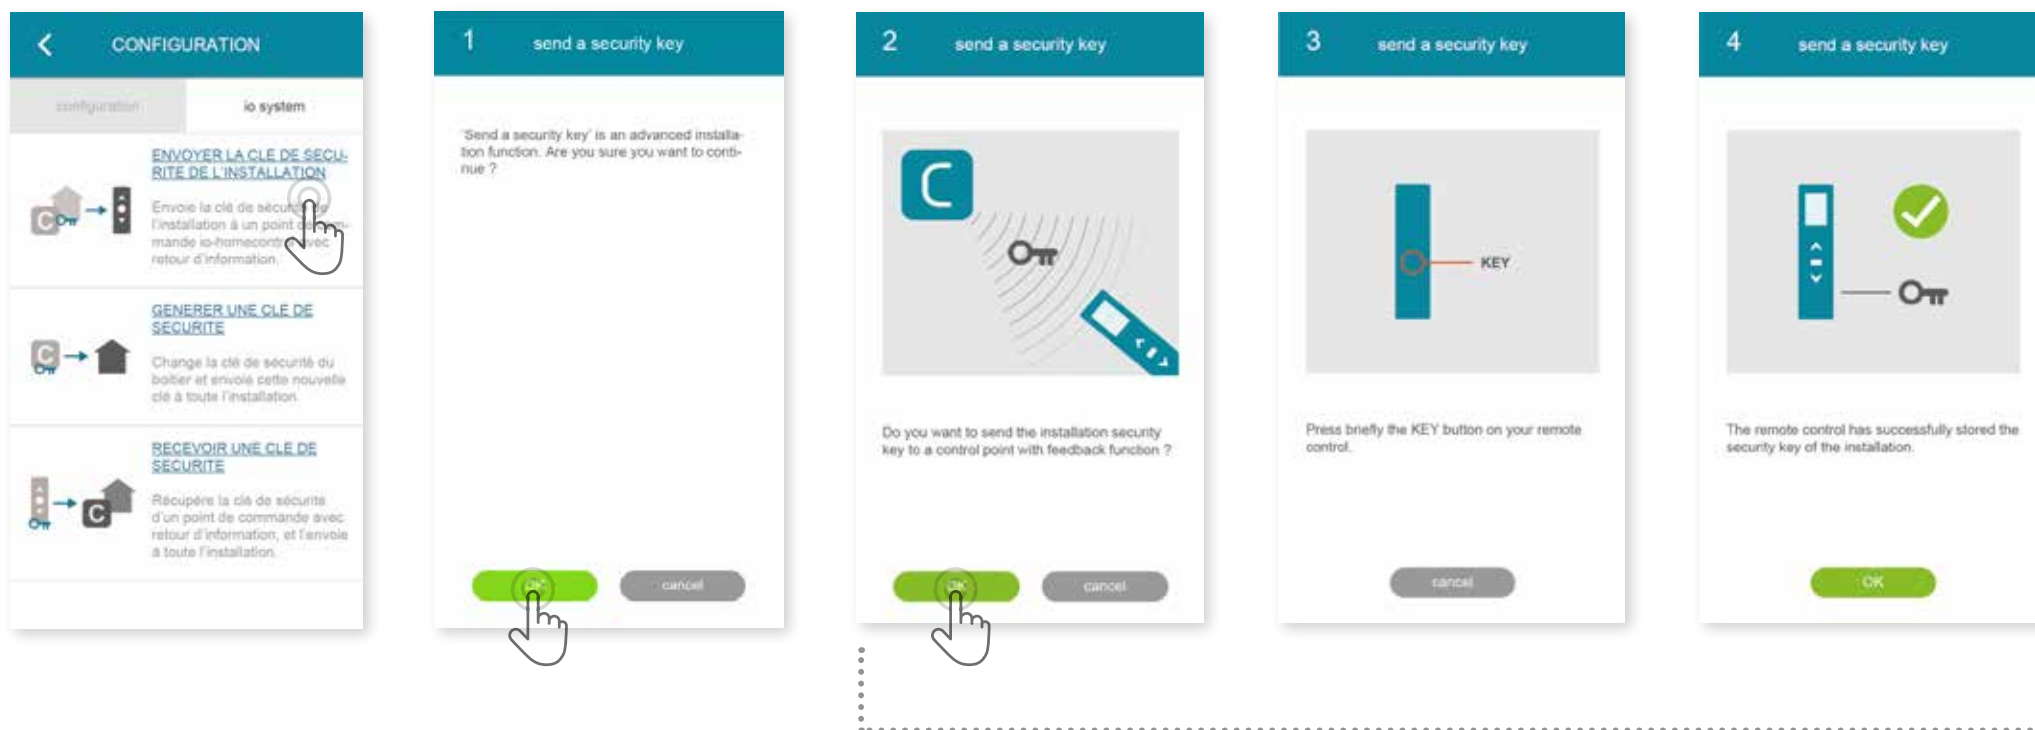 CONFIGURATION
configuration
io system
ENVOYER LA CLE DE SECU-
RITE DE L'INSTALLATION
Envoie la clé de sécurité de
l'installation à un point de com-
mande io-homecontrol avec
retour d'information.
GENERER UNE CLE DE
SECURITE
Change la clé de sécurité du
boîtier et envoie cette nouvelle
clé à toute l'installation
RECEVOIR UNE CLE DE
SECURITE
Récupère la clé de sécurité
d'un point de commande avec
retour d'information, et l'envoie
à toute l'installation.
1
send a security key
'Send a security key' is an advanced installa-
tion function. Are you sure you want to conti-
nue ?
OK
cancel
2
send a security key
C
Do you want to send the installation security
key to a control point with feedback function ?
OK
cancel
3
send a security key
KEY
Press briefly the KEY button on your remote
control.
cancel
4
send a security key
The remote control has successfully stored the
security key of the installation.
OK